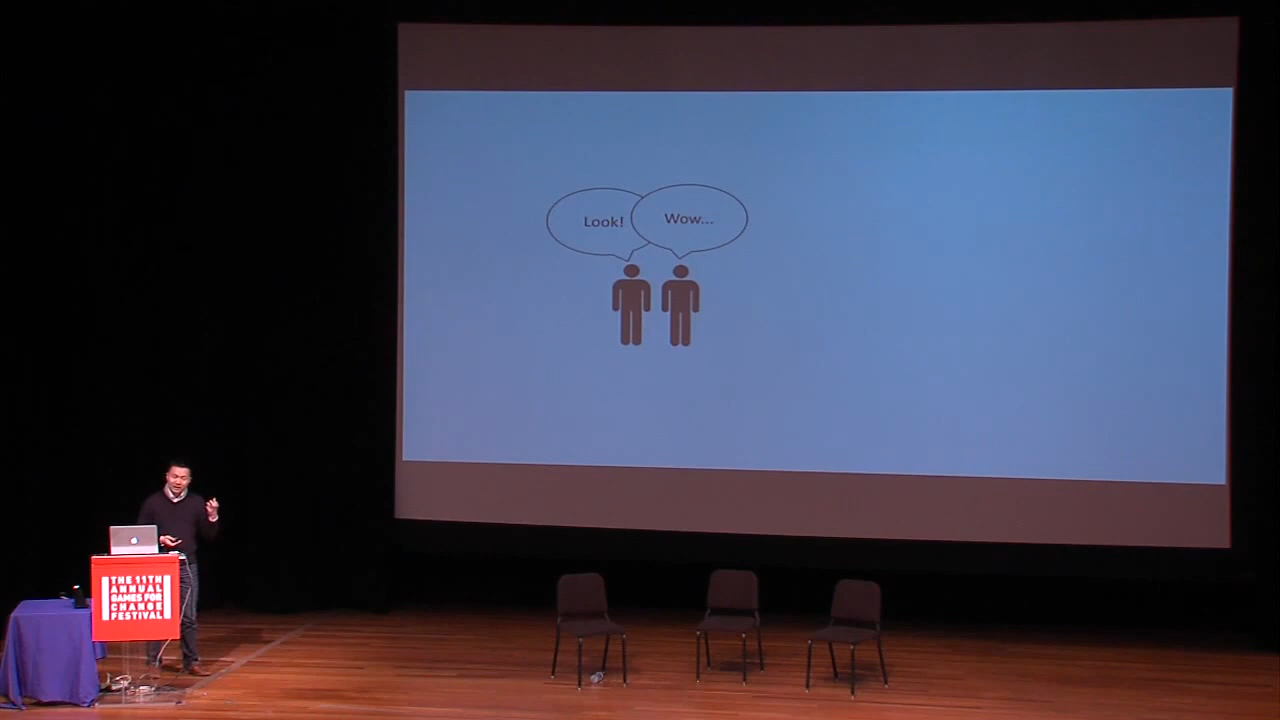 Look!
Wow...
THE 11TH
ANNUAL
GAMES FOR
CHANGE
FESTIVAL